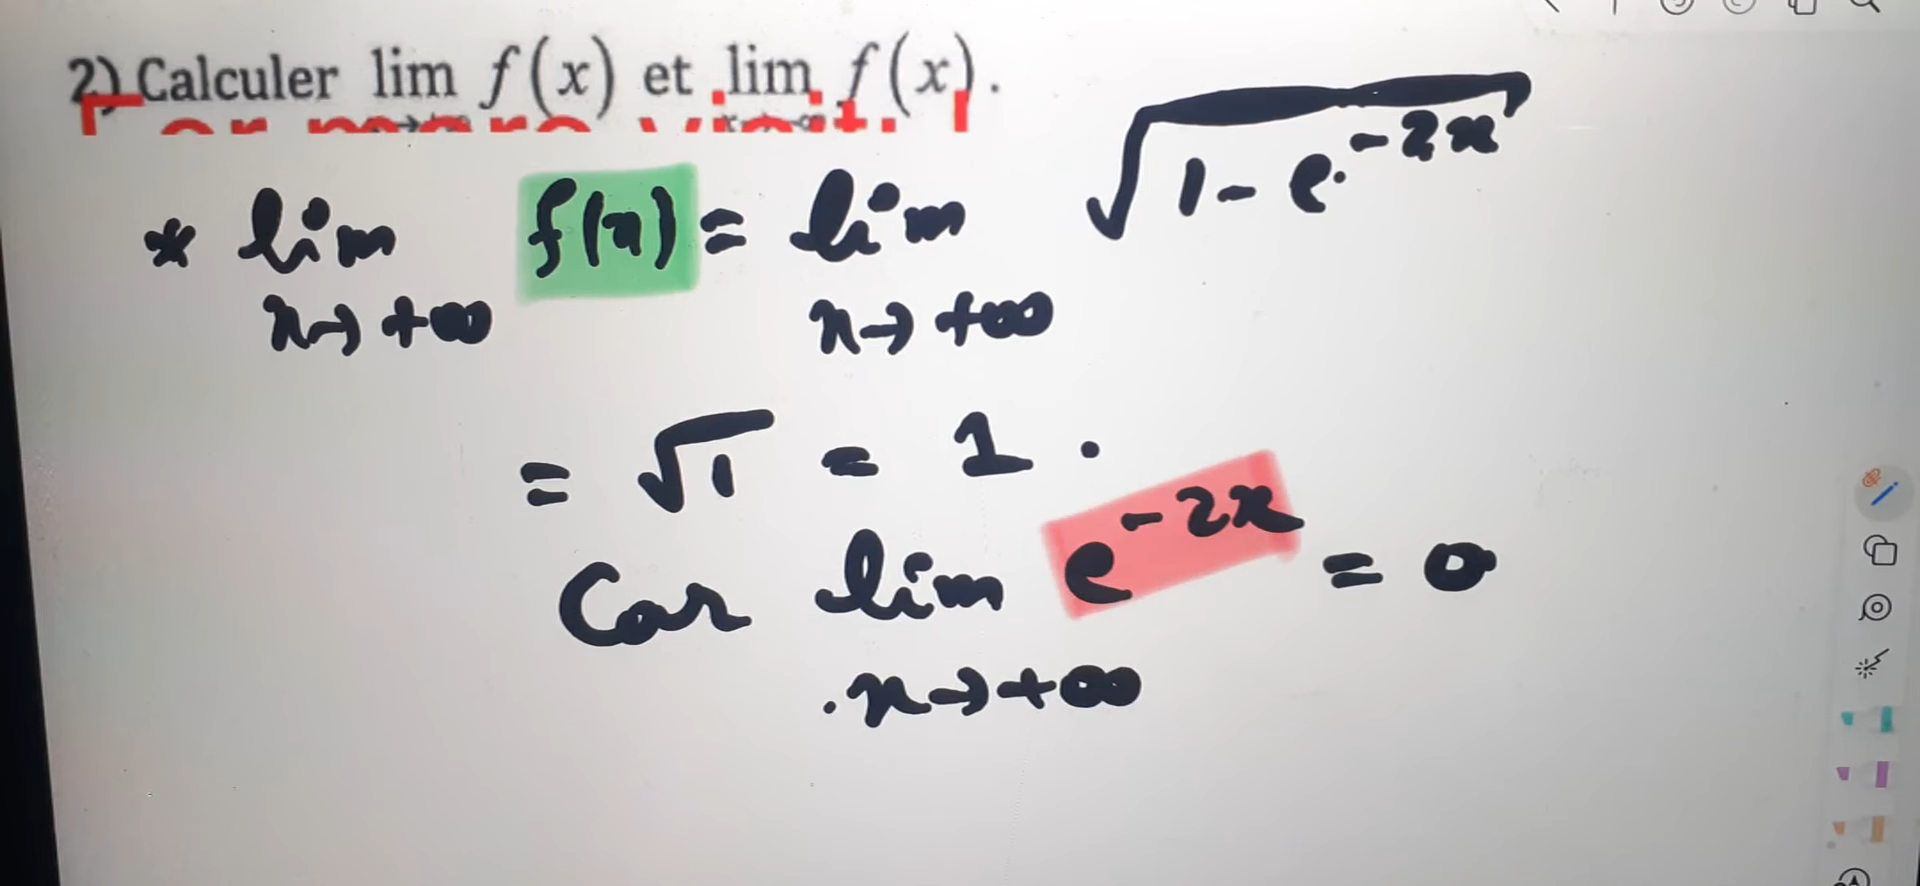 2) Calculer lim f(x) et lim f(x).
* lim f(x) = lim √(1 - e^-2x)
x→+∞ x→+∞
= √1 = 1.
Car lim e^-2x = 0
x→+∞